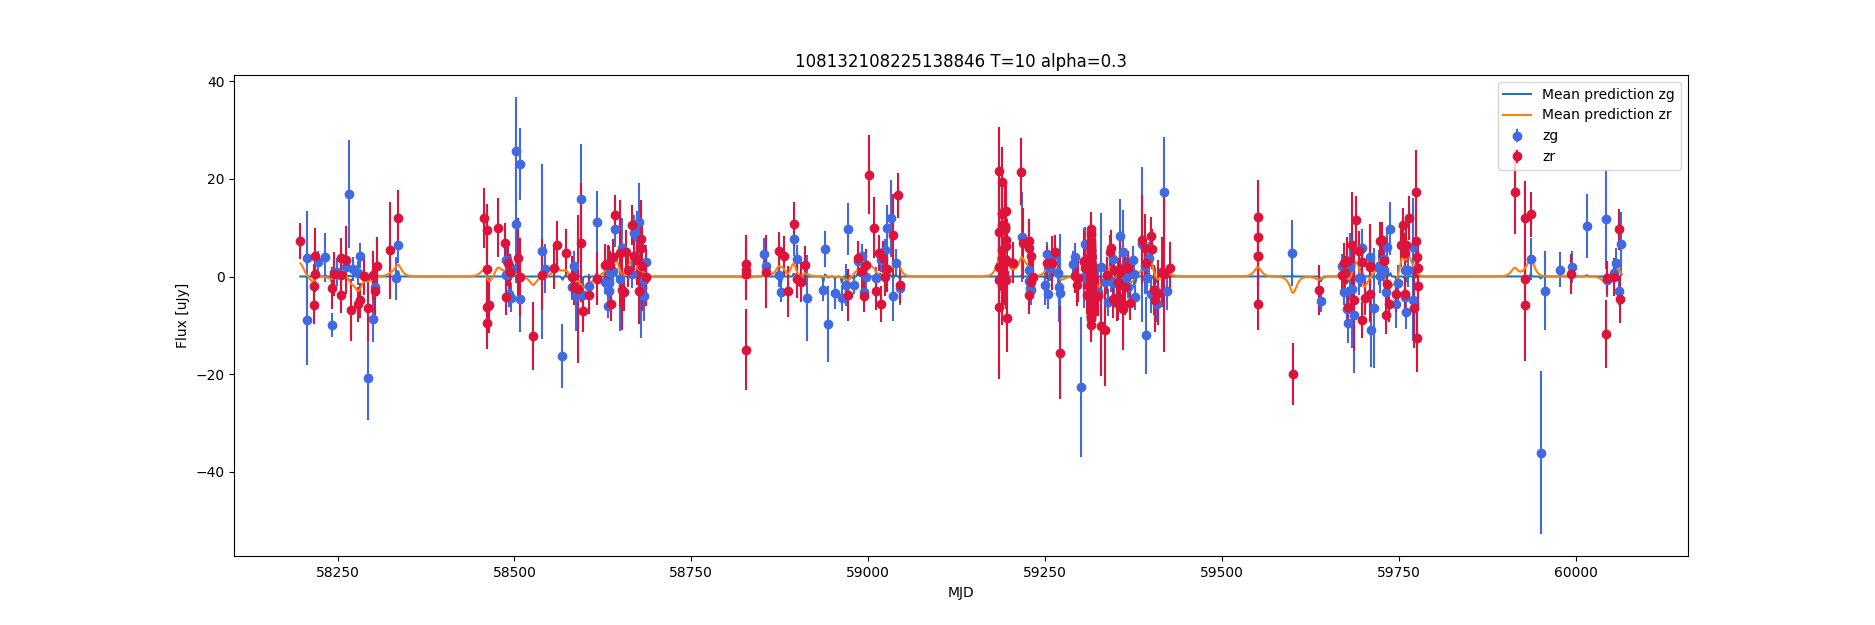 108132108225138846 T=10 alpha=0.3
40
20
0
−20
−40
Flux [uJy]
58250
58500
58750
59000
59250
59500
59750
60000
MJD
Mean prediction zg
Mean prediction zr
zg
zr